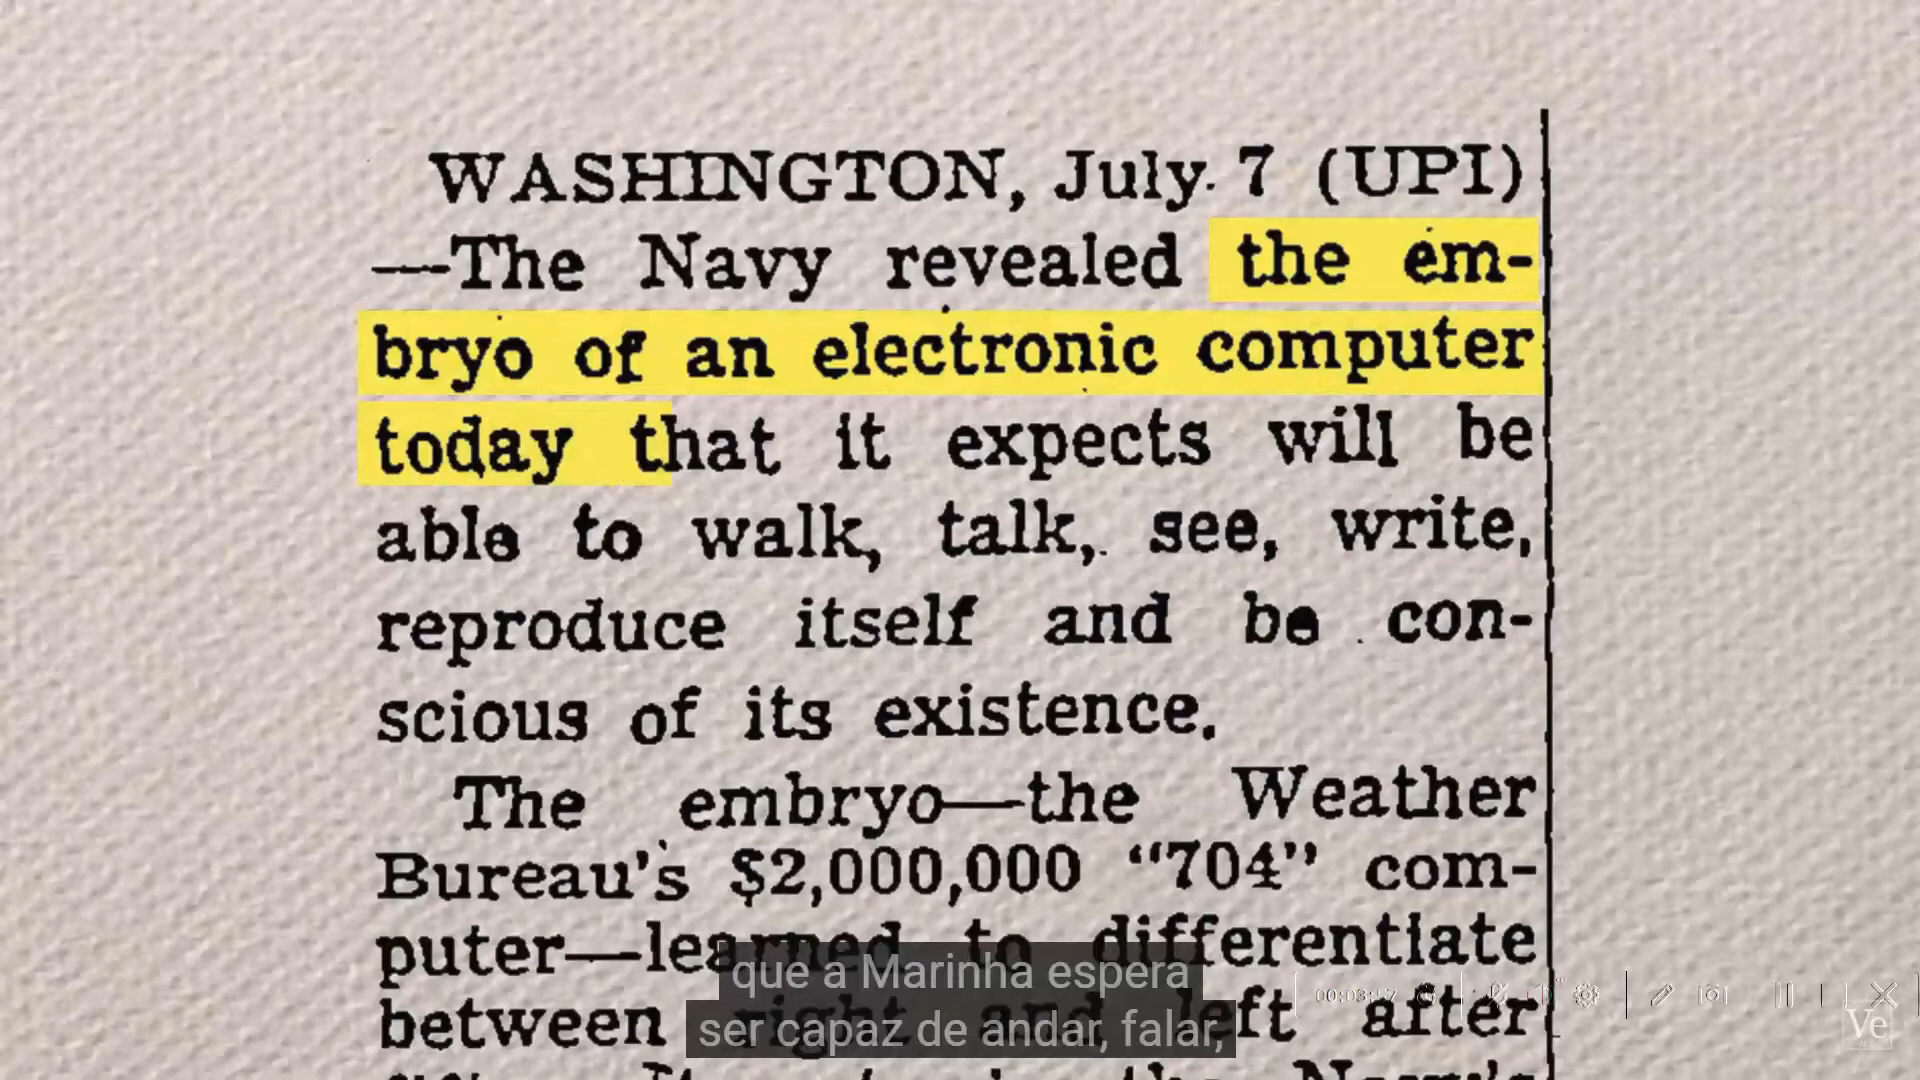 WASHINGTON, July 7 (UPI)
—The Navy revealed the em-
bryo of an electronic computer
today that it expects will be
able to walk, talk, see, write,
reproduce itself and be con-
scious of its existence.
The embryo—the Weather
Bureau's $2,000,000 “704” com-
puter—learned to differentiate
between right and left after
que a Marinha espera
ser capaz de andar, falar,
Ve